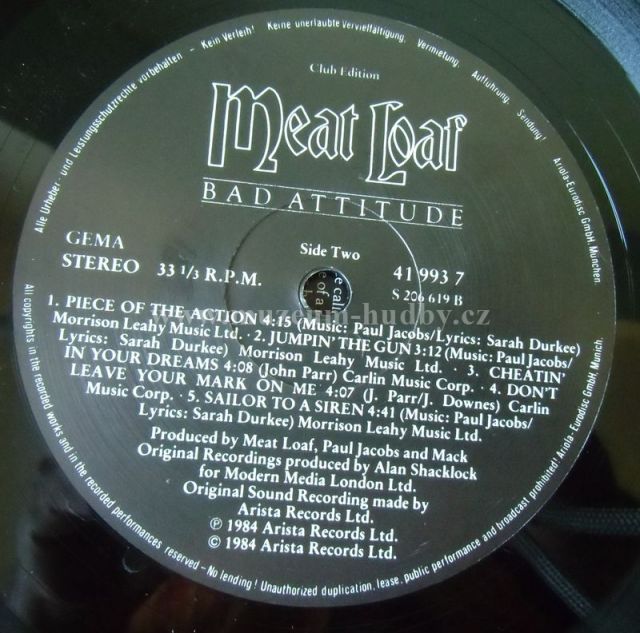 Alle Urheber- und Leistungsschutzrechte vorbehalten – Kein Verleih! Keine unerlaubte Vervielfältigung, Vermietung, Aufführung, Sendung! Ariola-Eurodisc GmbH, München.
Club Edition
Meat Loaf
BAD ATTITUDE
GEMA
Side Two
41 993 7
STEREO 33 1/3 R.P.M.
S 206 619 B
1. PIECE OF THE ACTION 4:15 (Music: Paul Jacobs/Lyrics: Sarah Durkee)
Morrison Leahy Music Ltd. · 2. JUMPIN' THE GUN 3:12 (Music: Paul Jacobs/
Lyrics: Sarah Durkee) Morrison Leahy Music Ltd. · 3. CHEATIN'
IN YOUR DREAMS 4:08 (John Parr) Carlin Music Corp. · 4. DON'T
LEAVE YOUR MARK ON ME 4:07 (J. Parr/J. Downes) Carlin
Music Corp. · 5. SAILOR TO A SIREN 4:41 (Music: Paul Jacobs/
Lyrics: Sarah Durkee) Morrison Leahy Music Ltd.
Produced by Meat Loaf, Paul Jacobs and Mack
Original Recordings produced by Alan Shacklock
for Modern Media London Ltd.
Original Sound Recording made by
Arista Records Ltd.
℗ 1984 Arista Records Ltd.
© 1984 Arista Records Ltd.
All copyrights in the recorded works and in the recorded performances reserved – No lending! Unauthorized duplication, lease, public performance and broadcast prohibited! Ariola-Eurodisc GmbH, Munich.